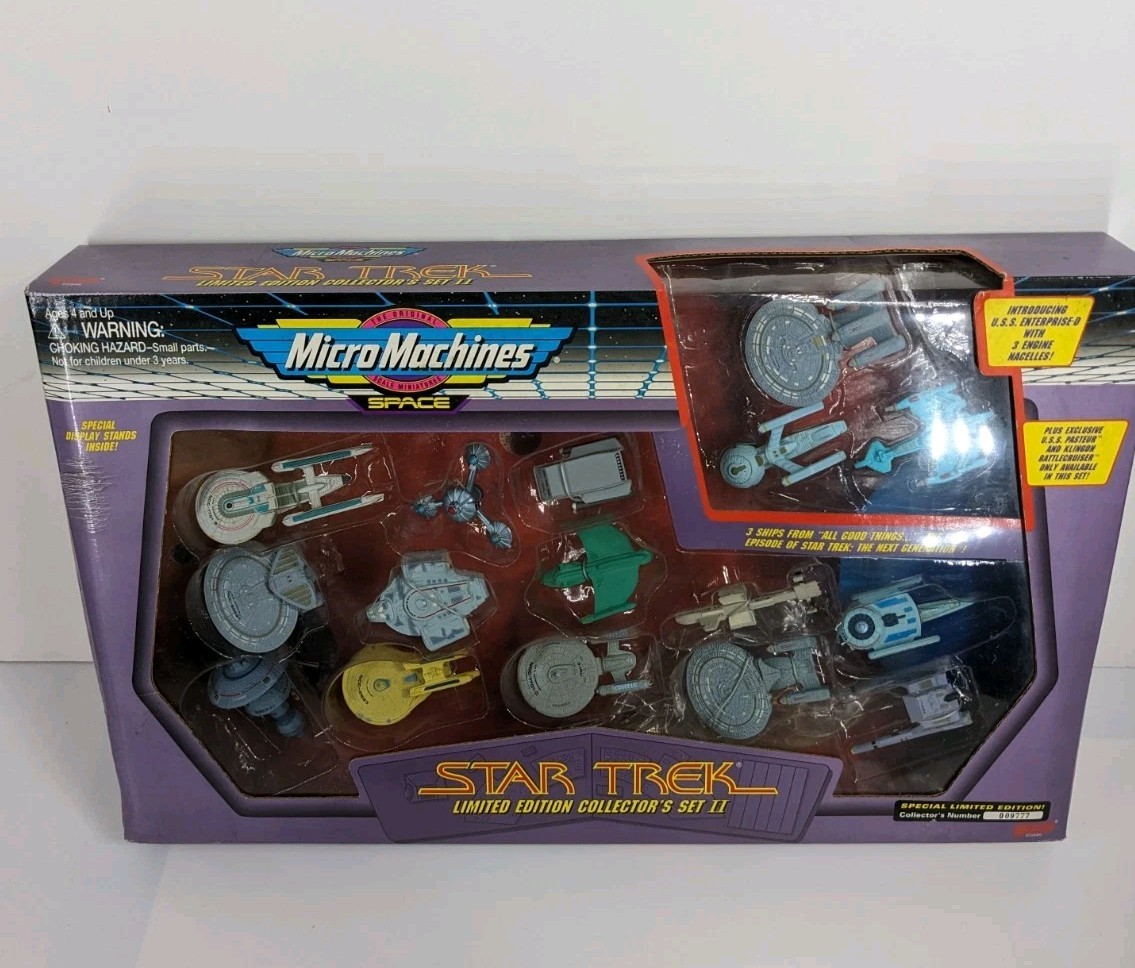 MicroMachines
STAR TREK
LIMITED EDITION COLLECTOR'S SET II
Ages 4 and Up
WARNING:
CHOKING HAZARD–Small parts.
Not for children under 3 years.
THE ORIGINAL
MicroMachines
SCALE MINIATURES
SPACE
SPECIAL
DISPLAY STANDS
INSIDE!
INTRODUCING
U.S.S. ENTERPRISE-D
WITH
3 ENGINE
NACELLES!
PLUS EXCLUSIVE
U.S.S. PASTEUR™
AND KLINGON
BATTLECRUISER™
ONLY AVAILABLE
IN THIS SET!
3 SHIPS FROM "ALL GOOD THINGS...
EPISODE OF STAR TREK: THE NEXT GENERATION
STAR TREK
LIMITED EDITION COLLECTOR'S SET II
SPECIAL LIMITED EDITION!
Collector's Number 009777